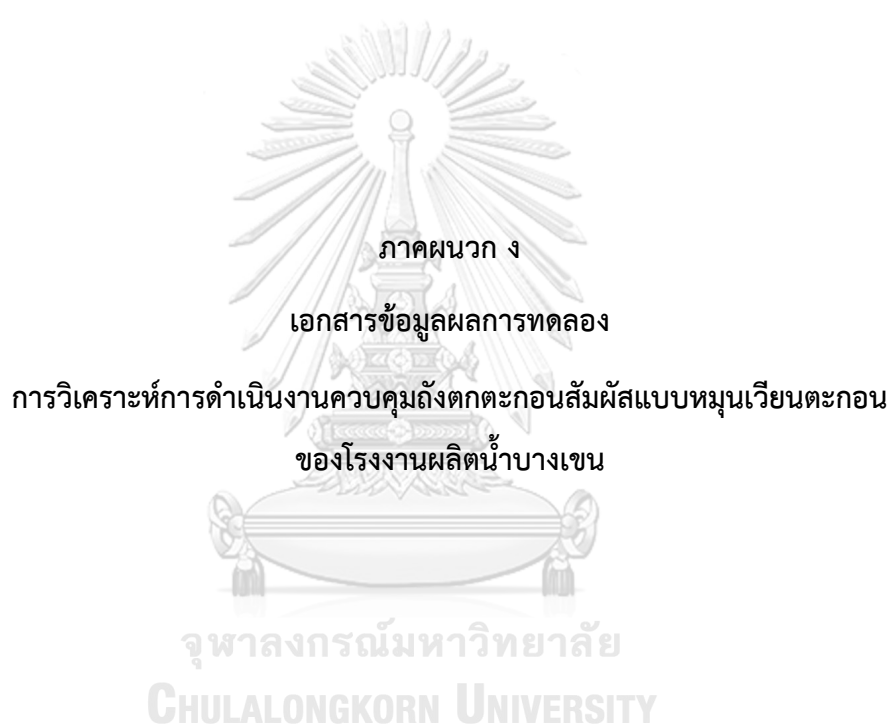 ภาคผนวก ง
เอกสารข้อมูลผลการทดลอง
การวิเคราะห์การดำเนินงานควบคุมถังตกตะกอนสัมผัสแบบหมุนเวียนตะกอน
ของโรงงานผลิตน้ำบางเขน
จุฬาลงกรณ์มหาวิทยาลัย
CHULALONGKORN UNIVERSITY